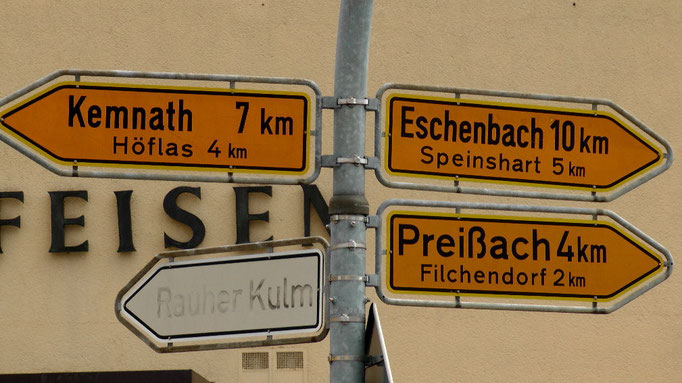 Kemnath 7 km
Höflas 4 km
Eschenbach 10 km
Speinshart 5 km
Preißach 4 km
Filchendorf 2 km
FEISEN
Rauher Kulm